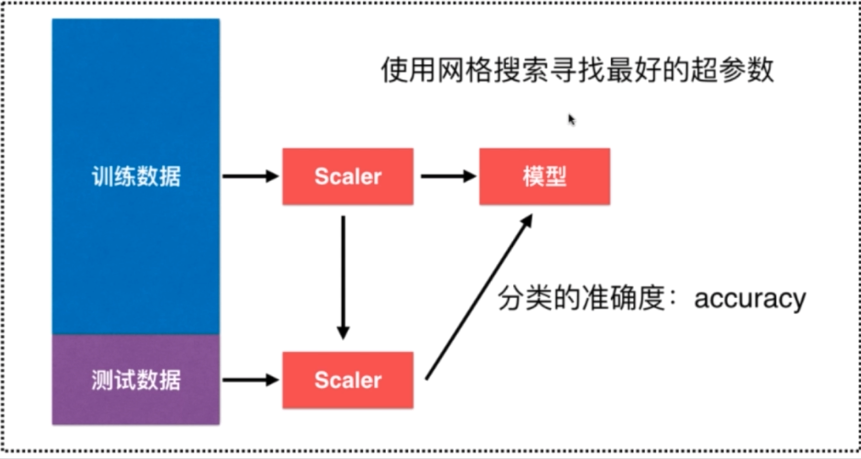 使用网格搜索寻找最好的超参数
训练数据
Scaler
模型
分类的准确度：accuracy
测试数据
Scaler